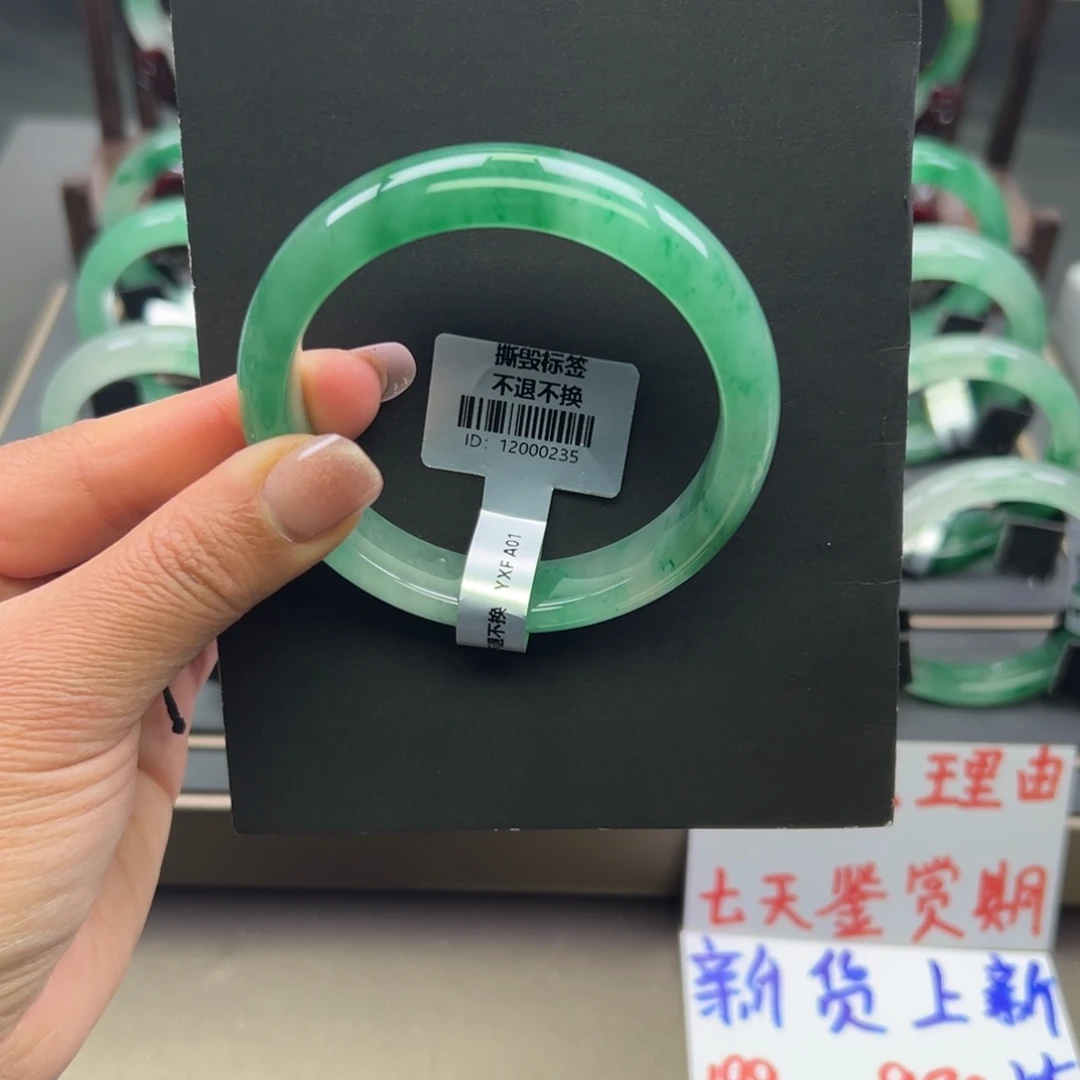 撕毁标签
不退不换
ID: 12000235
YXFA01
退不换
理由
七天鉴赏期
新货上新